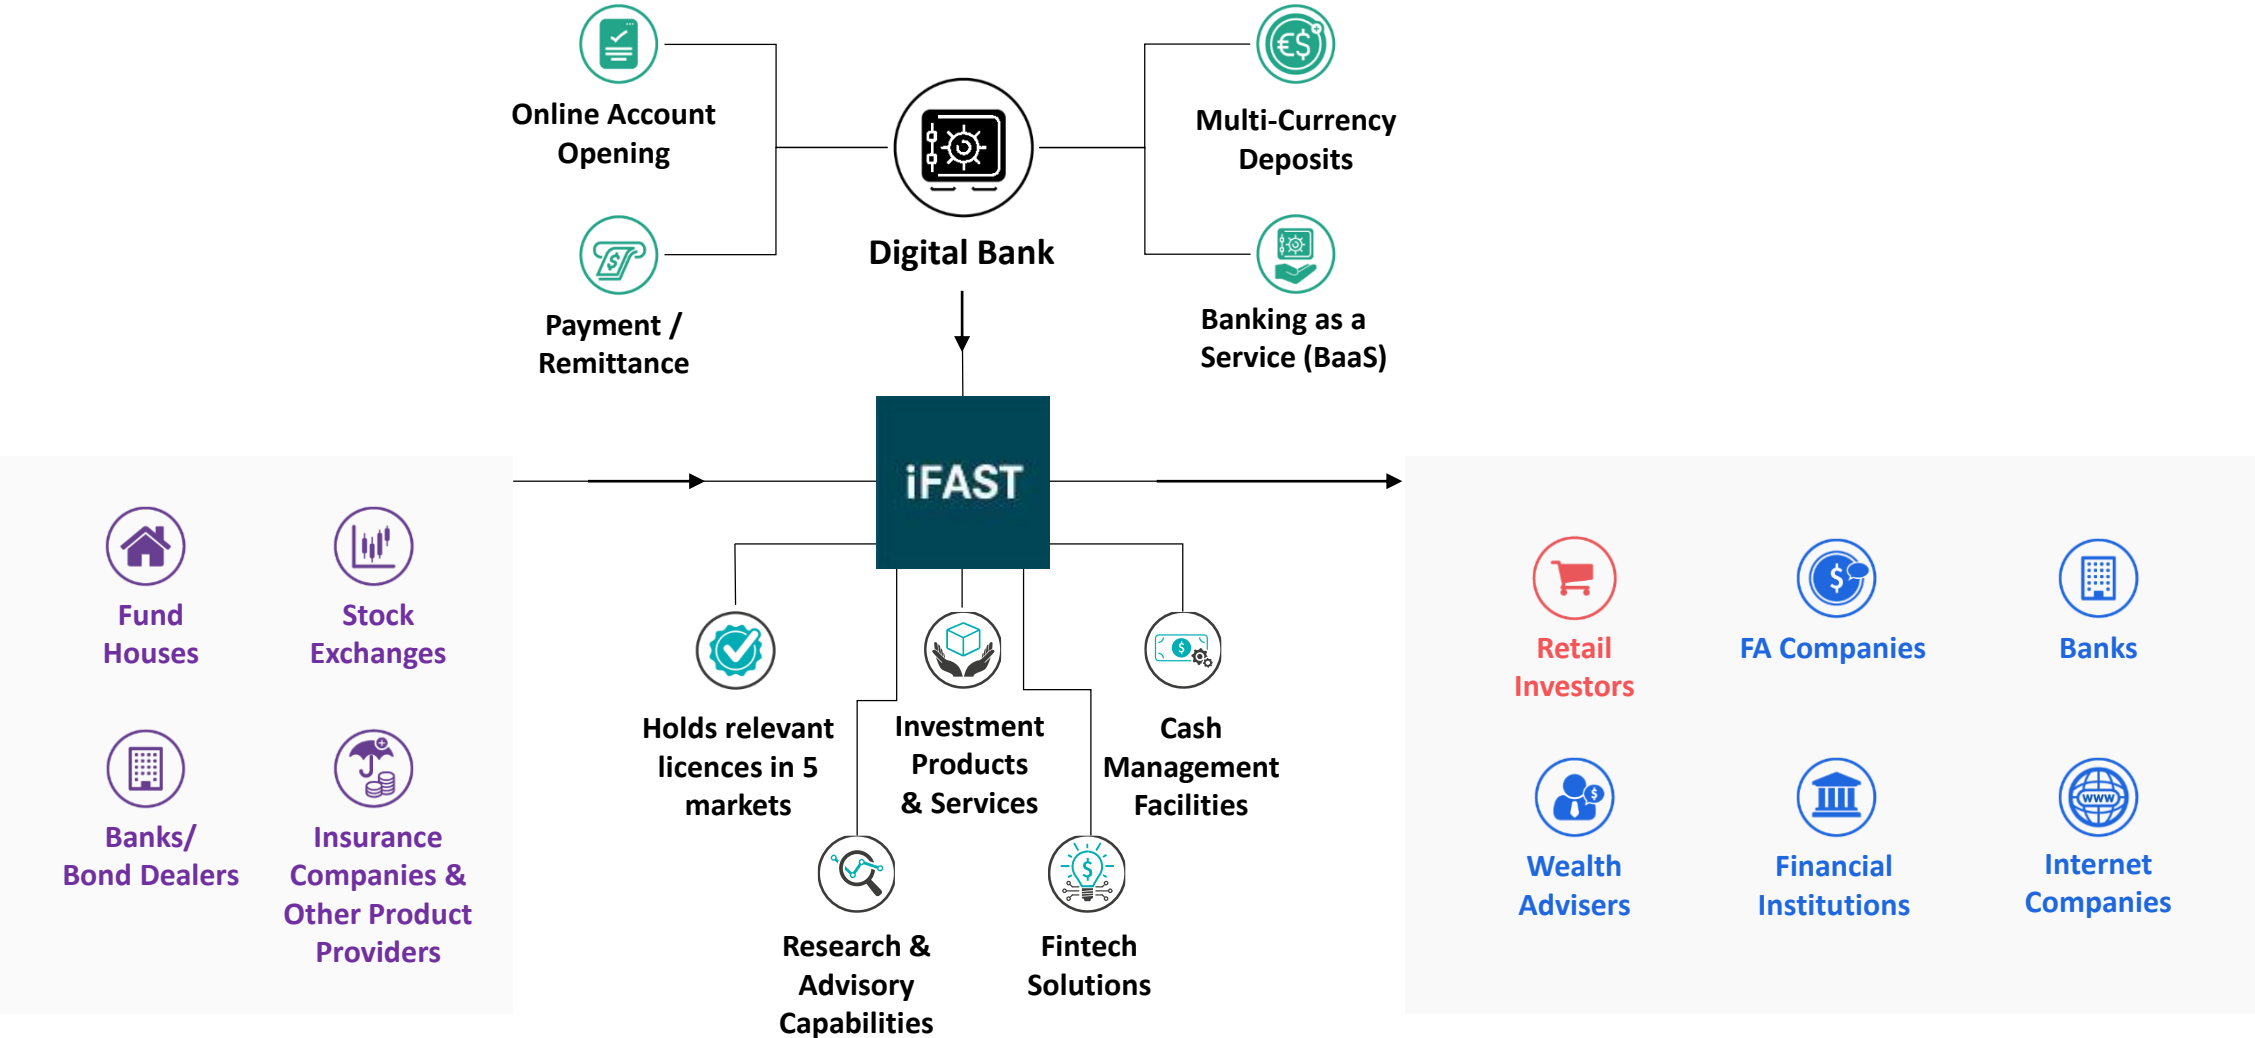 Online Account
Opening
Multi-Currency
Deposits
Digital Bank
Payment /
Remittance
Banking as a
Service (BaaS)
iFAST
Fund
Houses
Stock
Exchanges
Banks/
Bond Dealers
Insurance
Companies &
Other Product
Providers
Holds relevant
licences in 5
markets
Investment
Products
& Services
Cash
Management
Facilities
Research &
Advisory
Capabilities
Fintech
Solutions
Retail
Investors
FA Companies
Banks
Wealth
Advisers
Financial
Institutions
www
Internet
Companies